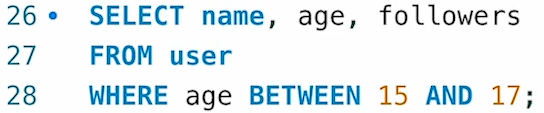 26 • SELECT name, age, followers
27 FROM user
28 WHERE age BETWEEN 15 AND 17;